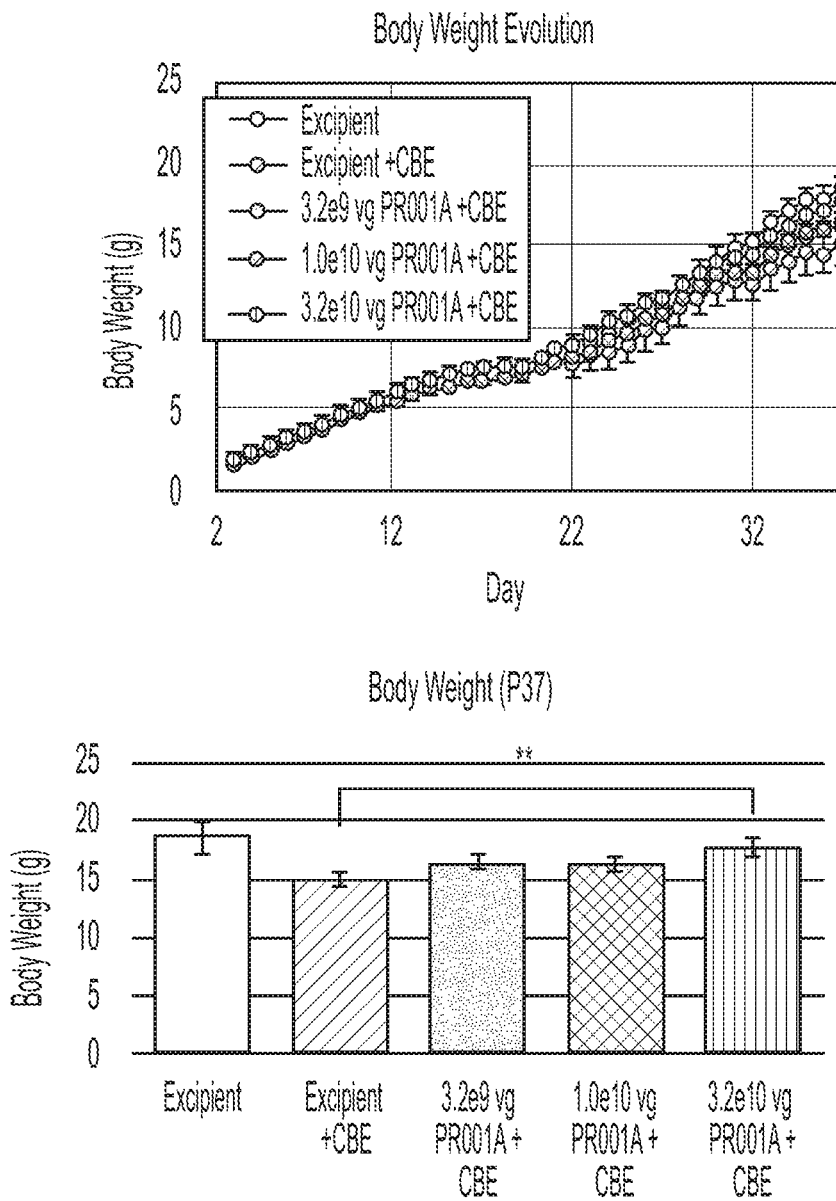 Body Weight Evolution
25
20
15
10
5
0
Body Weight (g)
Excipient
Excipient +CBE
3.2e9 vg PR001A +CBE
1.0e10 vg PR001A +CBE
3.2e10 vg PR001A +CBE
2 12 22 32
Day
Body Weight (P37)
25
20
15
10
5
0
Body Weight (g)
**
Excipient
Excipient
+CBE
3.2e9 vg
PR001A +
CBE
1.0e10 vg
PR001A +
CBE
3.2e10 vg
PR001A +
CBE